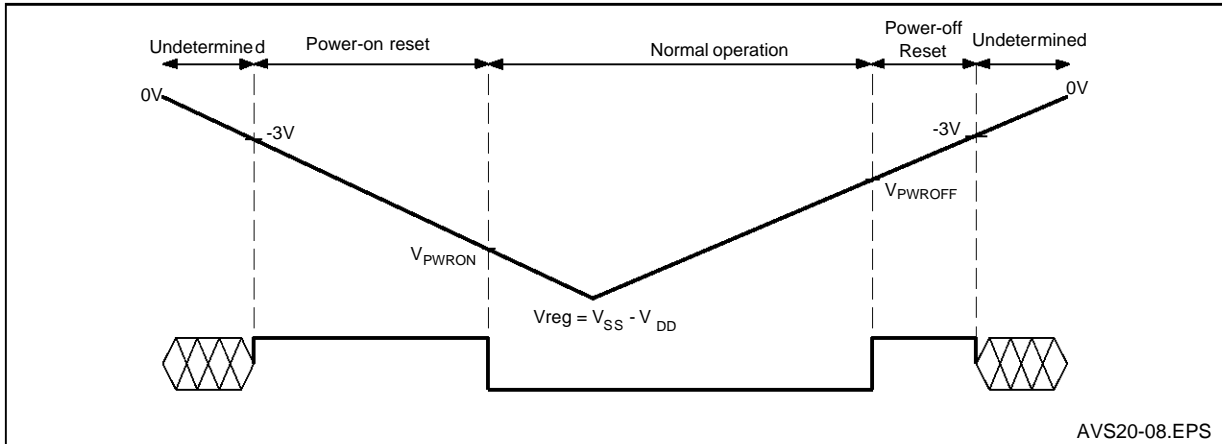 Undetermined
Power-on reset
Normal operation
Power-off
Reset
Undetermined
0V
0V
-3V
-3V
VPWROFF
VPWRON
Vreg = VSS - VDD
AVS20-08.EPS